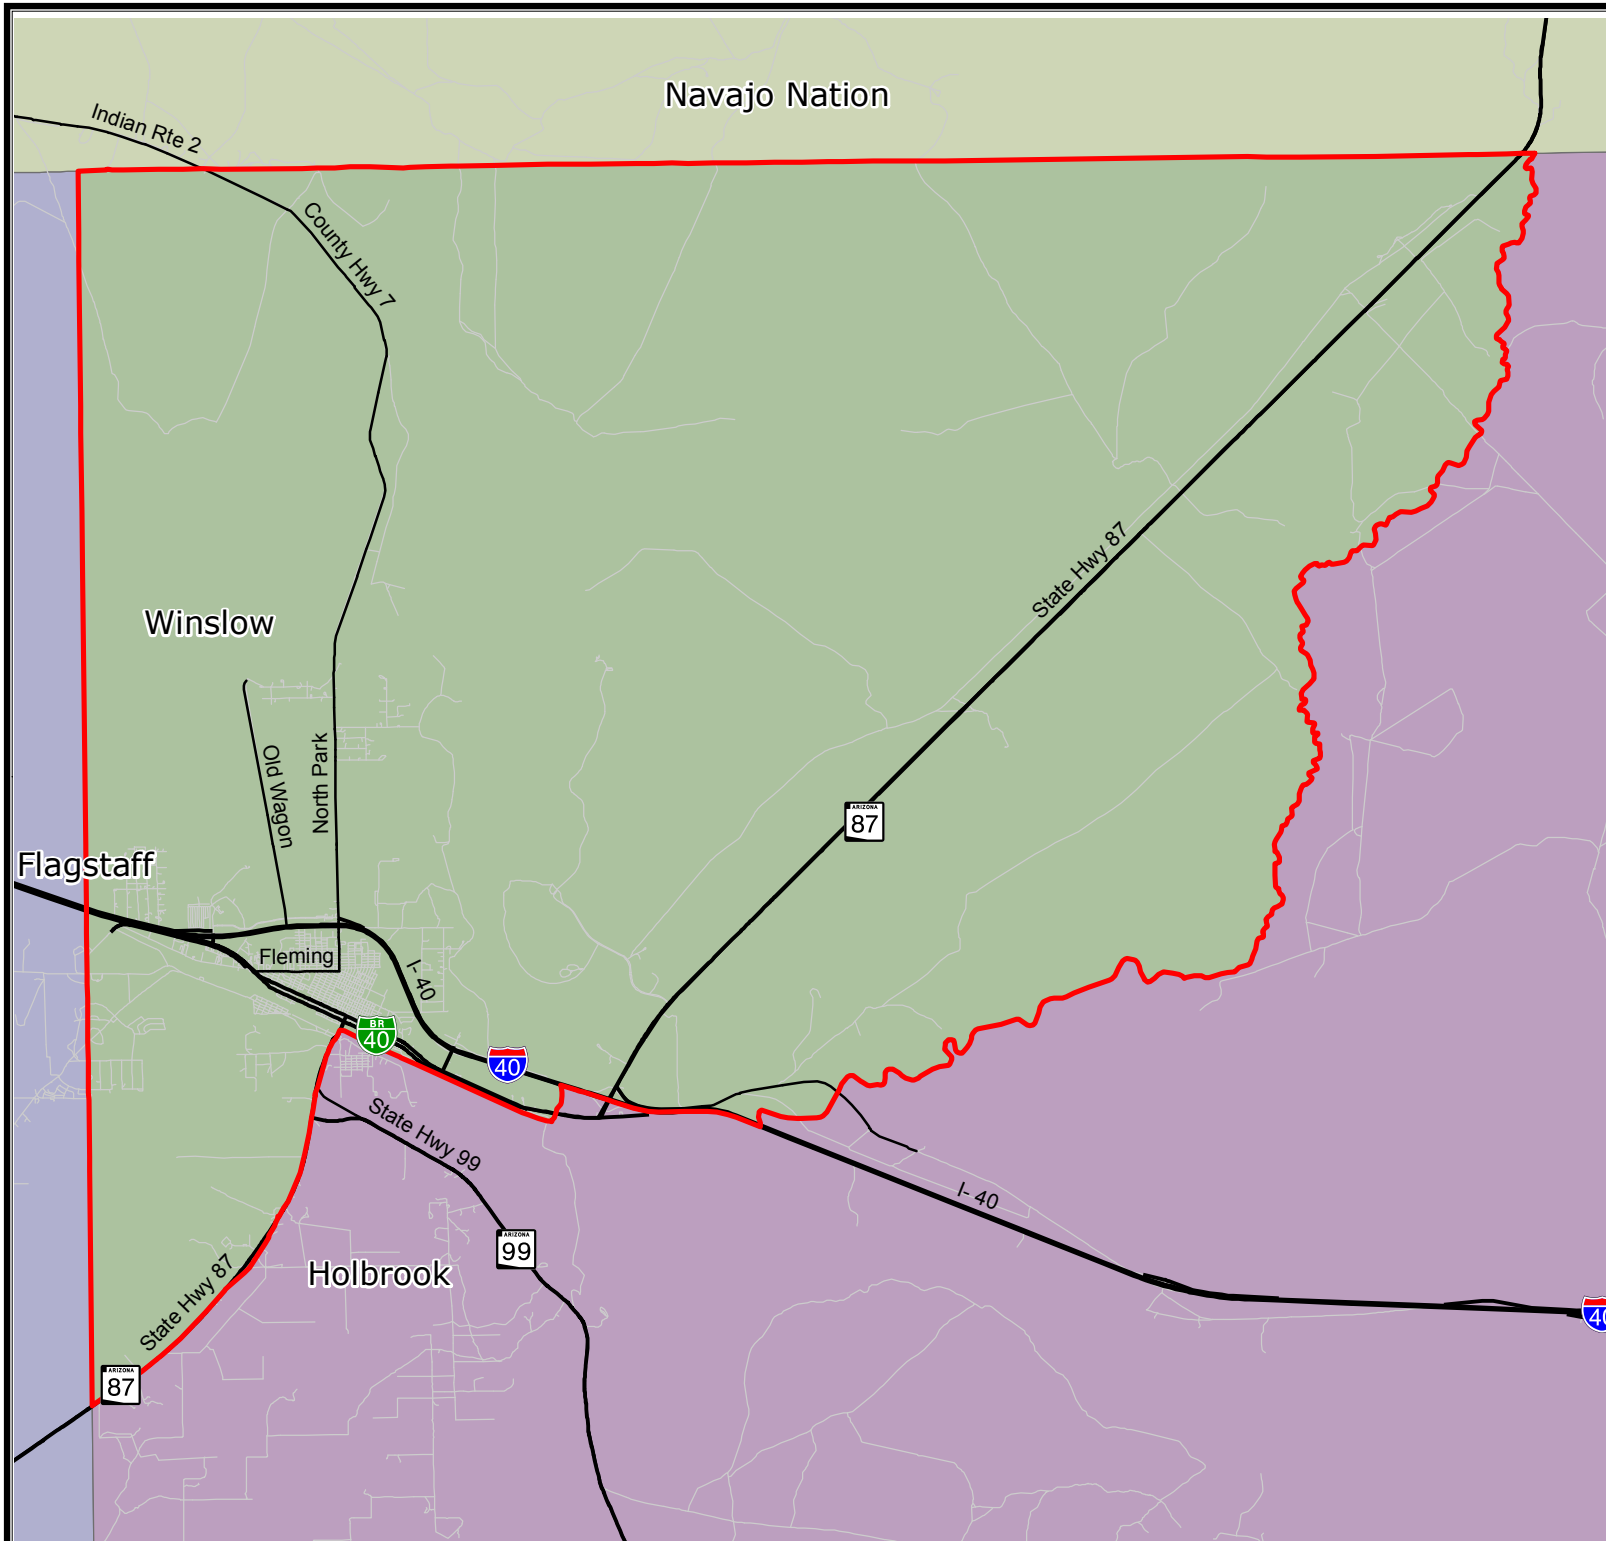 Navajo Nation
Indian Rte 2
County Hwy 7
State Hwy 87
Winslow
Old Wagon
North Park
ARIZONA
87
Flagstaff
Fleming
I- 40
BR
40
40
State Hwy 99
I- 40
ARIZONA
99
Holbrook
State Hwy 87
40
ARIZONA
87